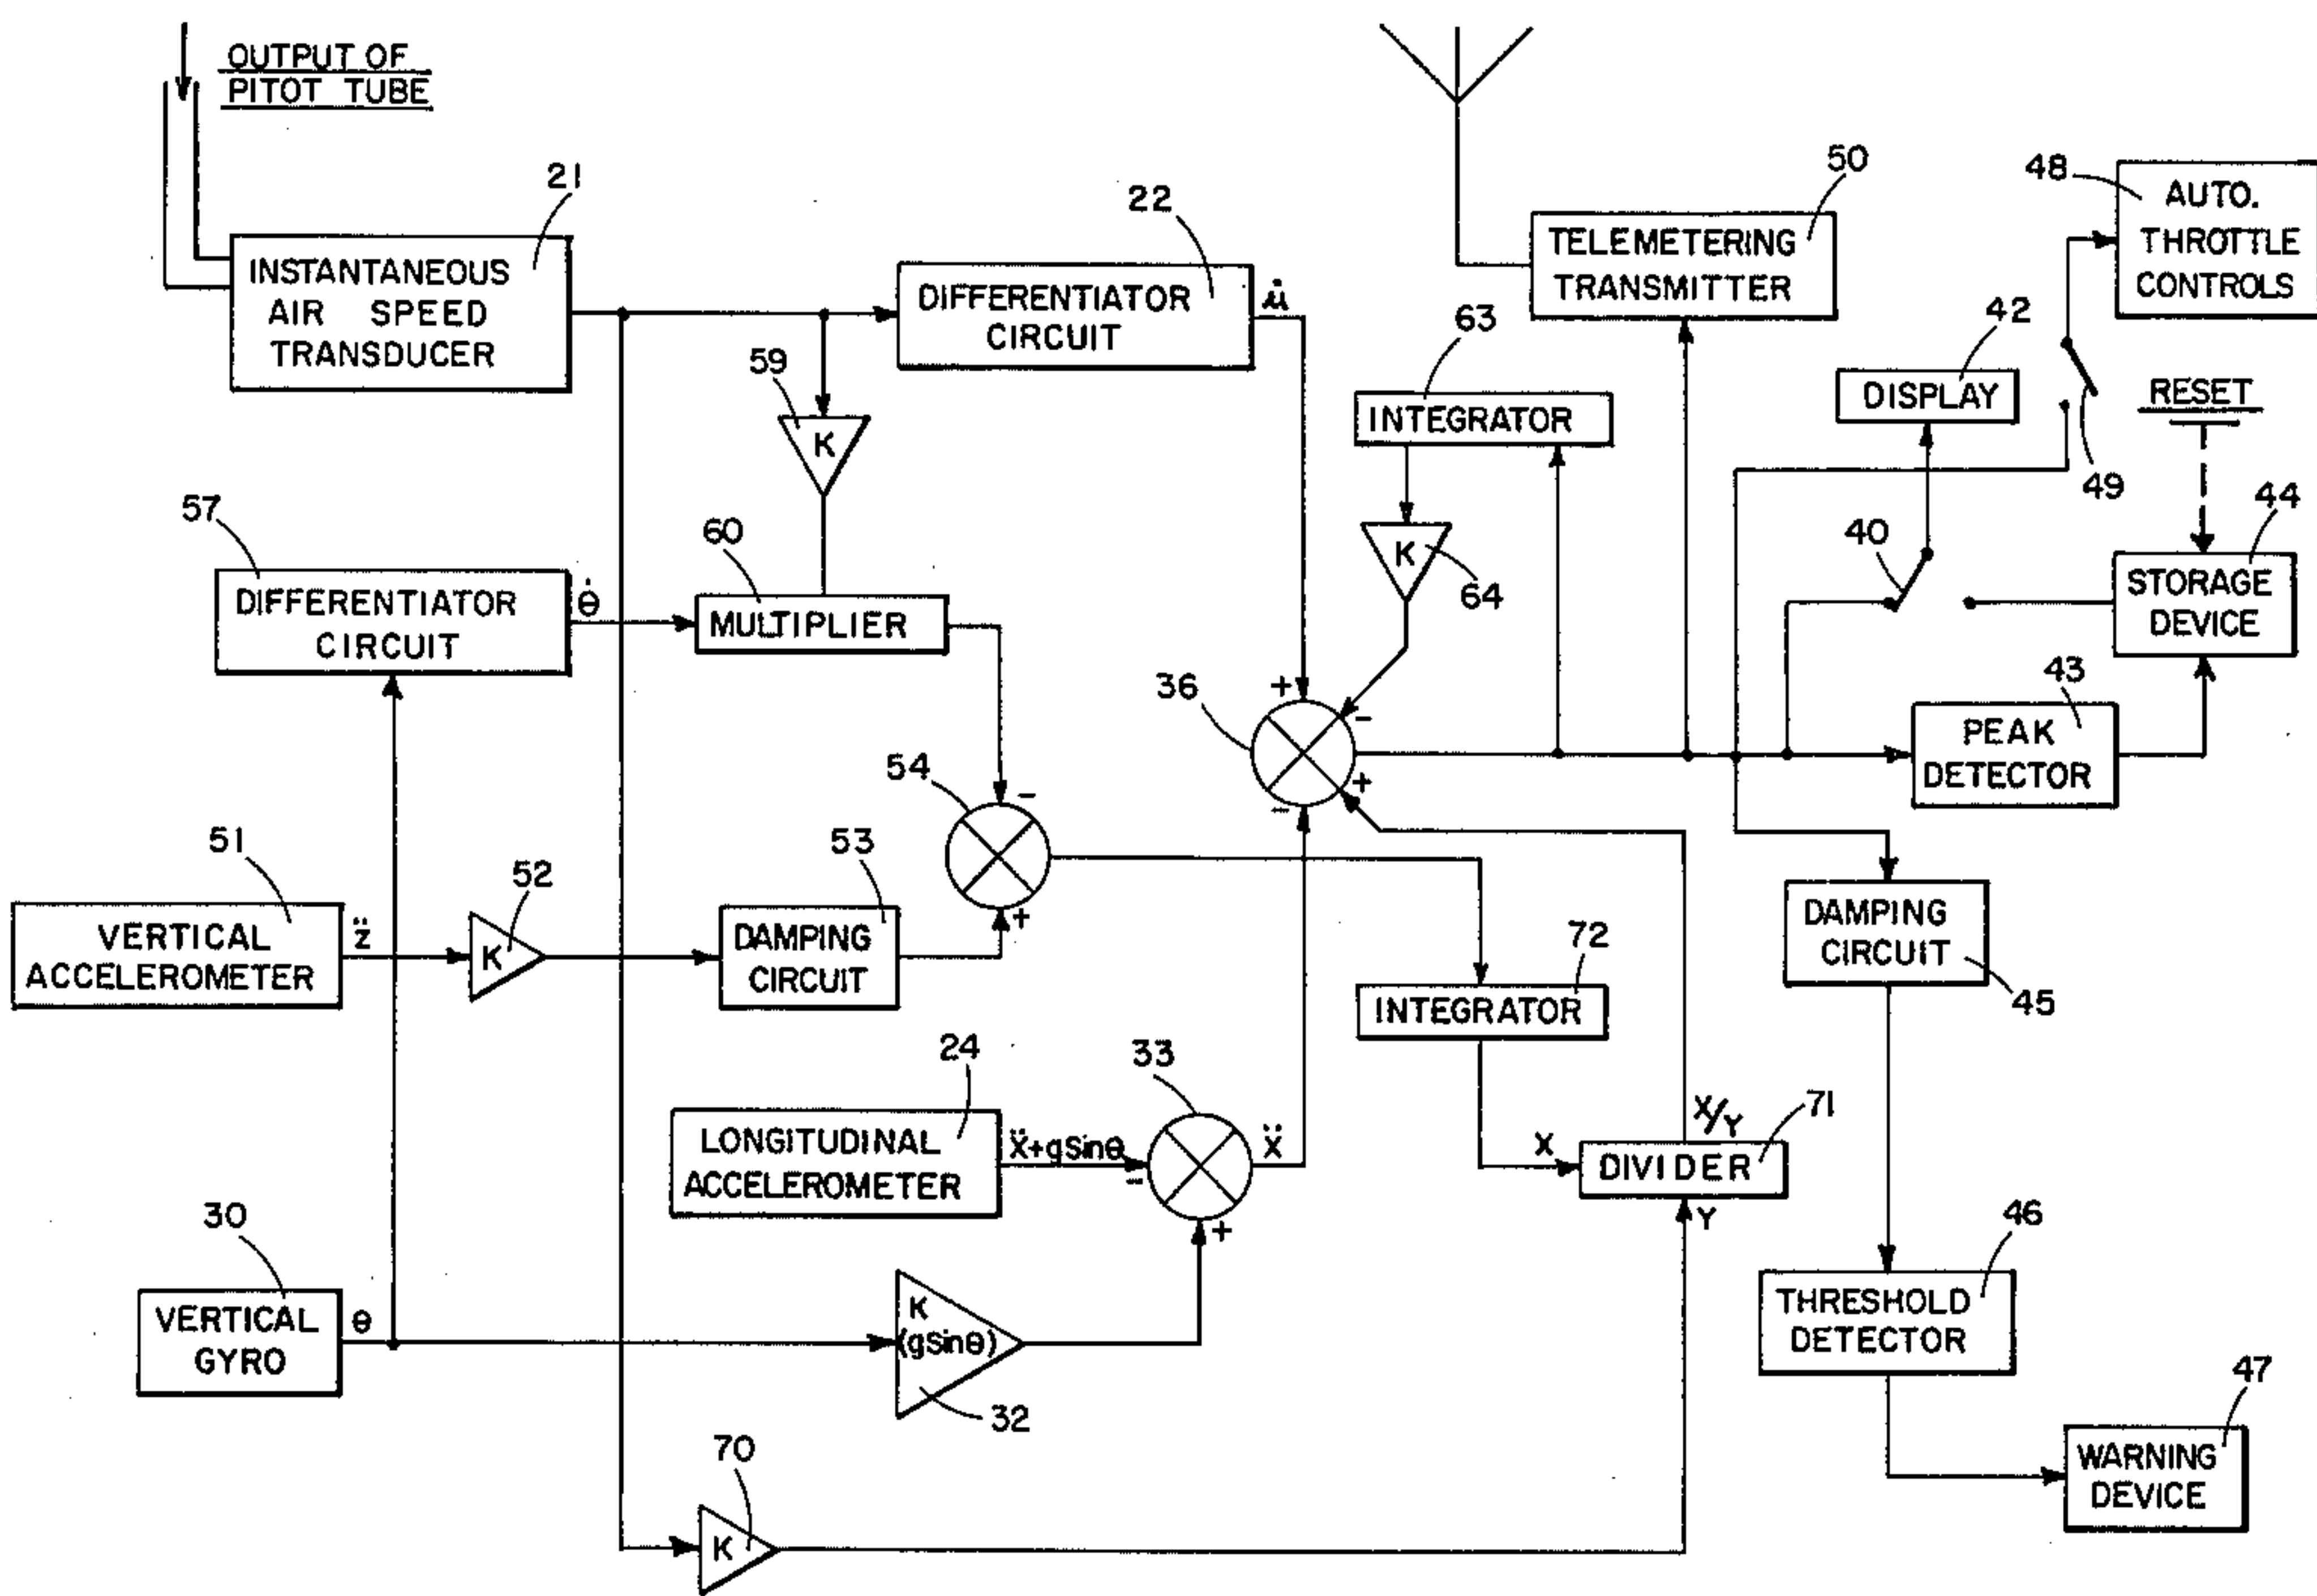 OUTPUT OF
PITOT TUBE
21
INSTANTANEOUS
AIR SPEED
TRANSDUCER
22
DIFFERENTIATOR
CIRCUIT
u̇
50
TELEMETERING
TRANSMITTER
48
AUTO.
THROTTLE
CONTROLS
49
42
DISPLAY
RESET
63
INTEGRATOR
59
K
57
DIFFERENTIATOR
CIRCUIT
θ̇
60
MULTIPLIER
K
64
40
44
STORAGE
DEVICE
36
+
-
+
-
43
PEAK
DETECTOR
54
-
+
51
VERTICAL
ACCELEROMETER
z̈
52
K
53
DAMPING
CIRCUIT
72
INTEGRATOR
DAMPING
CIRCUIT
45
24
LONGITUDINAL
ACCELEROMETER
Ẍ+gSinθ
33
-
+
Ẍ
X
X/Y
71
DIVIDER
Y
30
VERTICAL
GYRO
θ
K
(gSinθ)
32
46
THRESHOLD
DETECTOR
47
WARNING
DEVICE
70
K